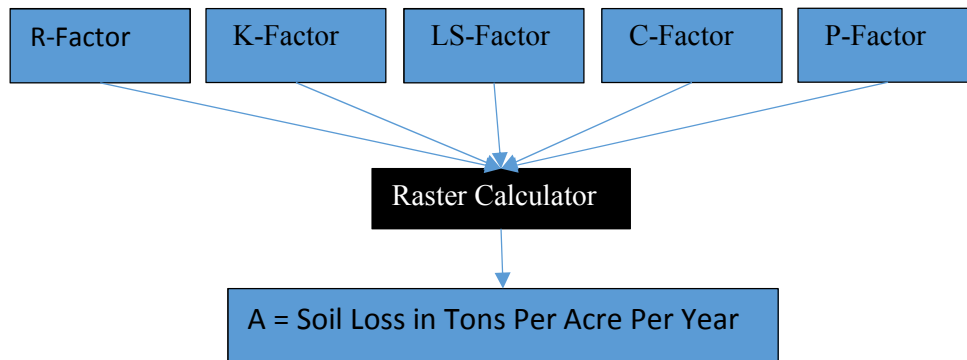 R-Factor
K-Factor
LS-Factor
C-Factor
P-Factor
Raster Calculator
A = Soil Loss in Tons Per Acre Per Year